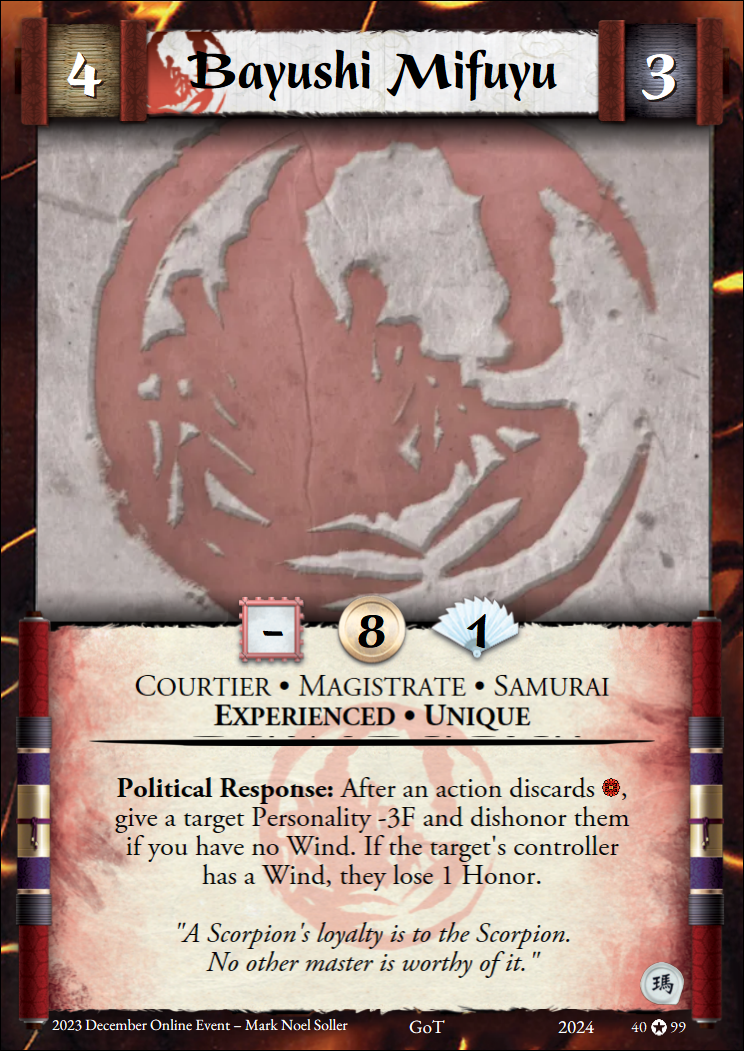 4
Bayushi Mifuyu
3
-
8
1
Courtier • Magistrate • Samurai
Experienced • Unique
Political Response: After an action discards ,
give a target Personality -3F and dishonor them
if you have no Wind. If the target's controller
has a Wind, they lose 1 Honor.
"A Scorpion's loyalty is to the Scorpion.
No other master is worthy of it."
瑪
2023 December Online Event – Mark Noel Soller
GoT
2024
40 ✪ 99